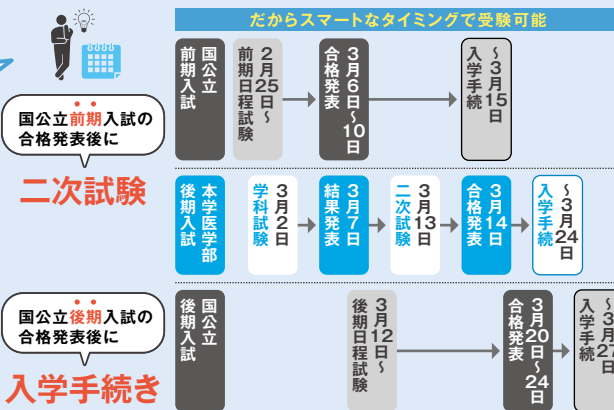 だからスマートなタイミングで受験可能
国公立前期入試の
合格発表後に
二次試験
国公立
前期入試
2月25日～
前期日程試験
3月6日～10日
合格発表
～3月15日
入学手続
本学医学部
後期入試
3月2日
学科試験
3月7日
結果発表
3月13日
二次試験
3月14日
合格発表
～3月24日
入学手続
国公立後期入試の
合格発表後に
入学手続き
国公立
後期入試
3月12日～
後期日程試験
3月20日～24日
合格発表
～3月27日
入学手続